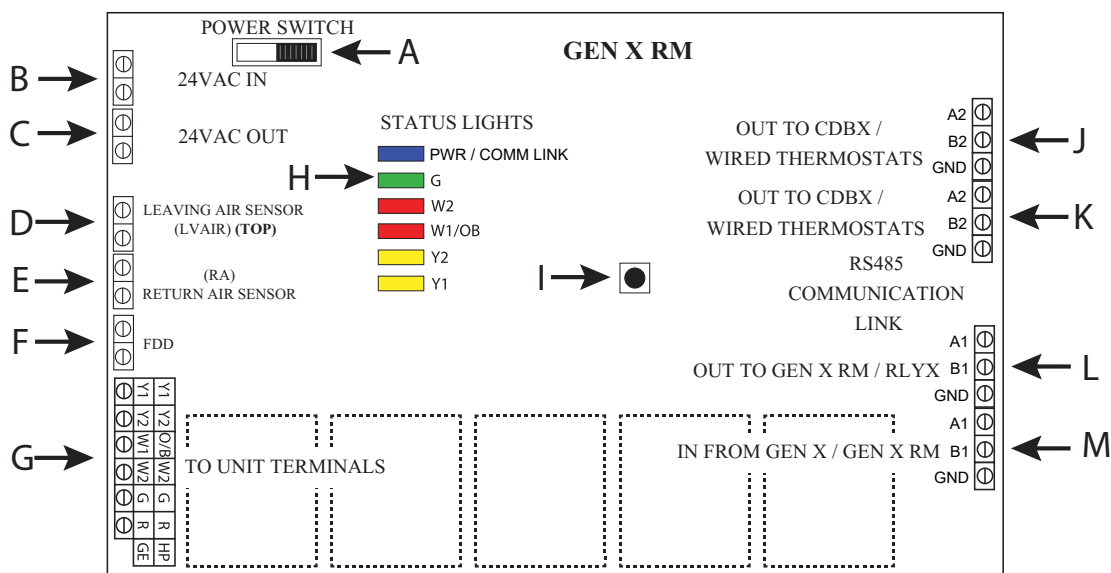 POWER SWITCH
A
GEN X RM
B
24VAC IN
C
24VAC OUT
STATUS LIGHTS
PWR / COMM LINK
H
G
W2
W1/OB
Y2
Y1
D
LEAVING AIR SENSOR
(LVAIR) (TOP)
E
(RA)
RETURN AIR SENSOR
F
FDD
I
OUT TO CDBX /
WIRED THERMOSTATS
A2
B2
GND
J
OUT TO CDBX /
WIRED THERMOSTATS
A2
B2
GND
K
RS485
COMMUNICATION
LINK
OUT TO GEN X RM / RLYX
A1
B1
GND
L
IN FROM GEN X / GEN X RM
A1
B1
GND
M
G
Y1 Y1
Y2 Y2
W1 O/B
W2 W2
G G
R R
GE HP
TO UNIT TERMINALS